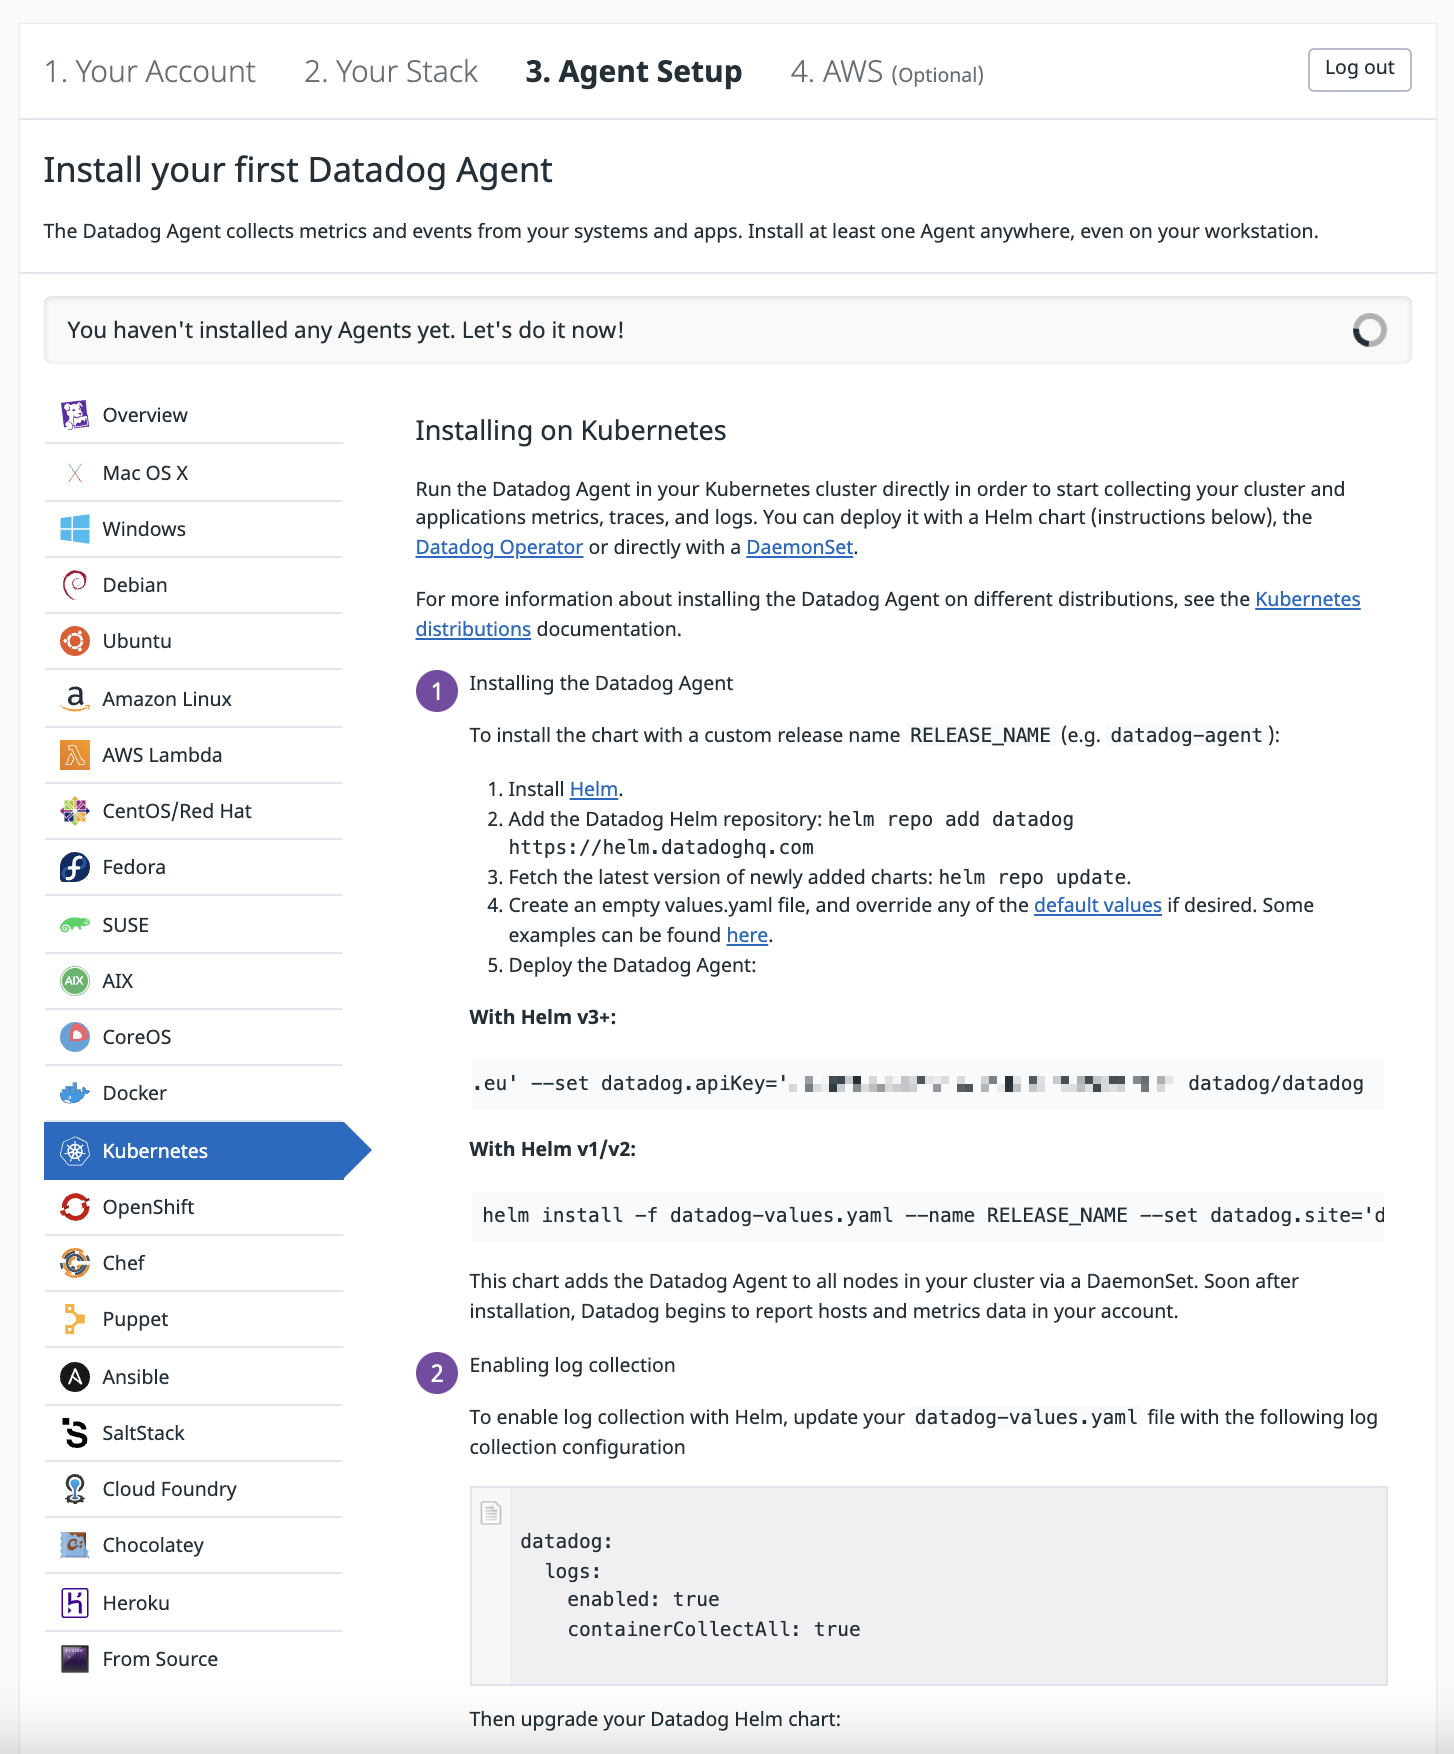 1. Your Account 2. Your Stack 3. Agent Setup 4. AWS (Optional) Log out
Install your first Datadog Agent
The Datadog Agent collects metrics and events from your systems and apps. Install at least one Agent anywhere, even on your workstation.
You haven't installed any Agents yet. Let's do it now!
Overview
Mac OS X
Windows
Debian
Ubuntu
Amazon Linux
AWS Lambda
CentOS/Red Hat
Fedora
SUSE
AIX
AIX
CoreOS
Docker
Kubernetes
OpenShift
Chef
Puppet
Ansible
SaltStack
Cloud Foundry
Chocolatey
Heroku
From Source
Installing on Kubernetes
Run the Datadog Agent in your Kubernetes cluster directly in order to start collecting your cluster and
applications metrics, traces, and logs. You can deploy it with a Helm chart (instructions below), the
Datadog Operator or directly with a DaemonSet.
For more information about installing the Datadog Agent on different distributions, see the Kubernetes
distributions documentation.
1 Installing the Datadog Agent
To install the chart with a custom release name RELEASE_NAME (e.g. datadog-agent ):
1. Install Helm.
2. Add the Datadog Helm repository: helm repo add datadog
https://helm.datadoghq.com
3. Fetch the latest version of newly added charts: helm repo update.
4. Create an empty values.yaml file, and override any of the default values if desired. Some
examples can be found here.
5. Deploy the Datadog Agent:
With Helm v3+:
.eu' --set datadog.apiKey=' datadog/datadog
With Helm v1/v2:
helm install -f datadog-values.yaml --name RELEASE_NAME --set datadog.site='d
This chart adds the Datadog Agent to all nodes in your cluster via a DaemonSet. Soon after
installation, Datadog begins to report hosts and metrics data in your account.
2 Enabling log collection
To enable log collection with Helm, update your datadog-values.yaml file with the following log
collection configuration
datadog:
  logs:
    enabled: true
    containerCollectAll: true
Then upgrade your Datadog Helm chart: